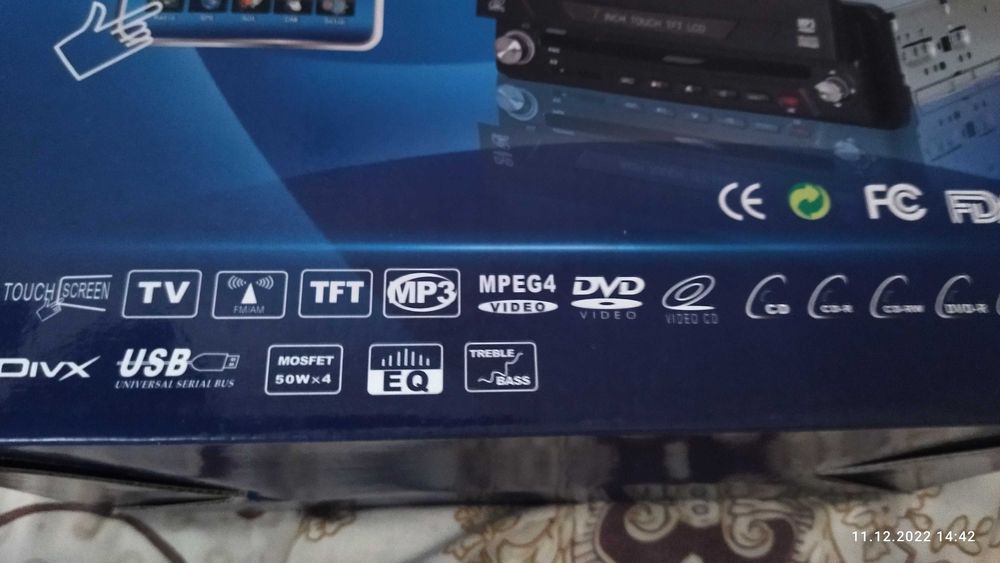 7 INCH TOUCH TFT LCD
CE FC FD
TOUCH SCREEN
TV
FM/AM
TFT
MP3
MPEG4
VIDEO
DVD
VIDEO
VIDEO CD
CD
CD-R
CD-RW
DVD-R
DIVX
USB
UNIVERSAL SERIAL BUS
MOSFET
50W×4
EQ
TREBLE
BASS
11.12.2022 14:42